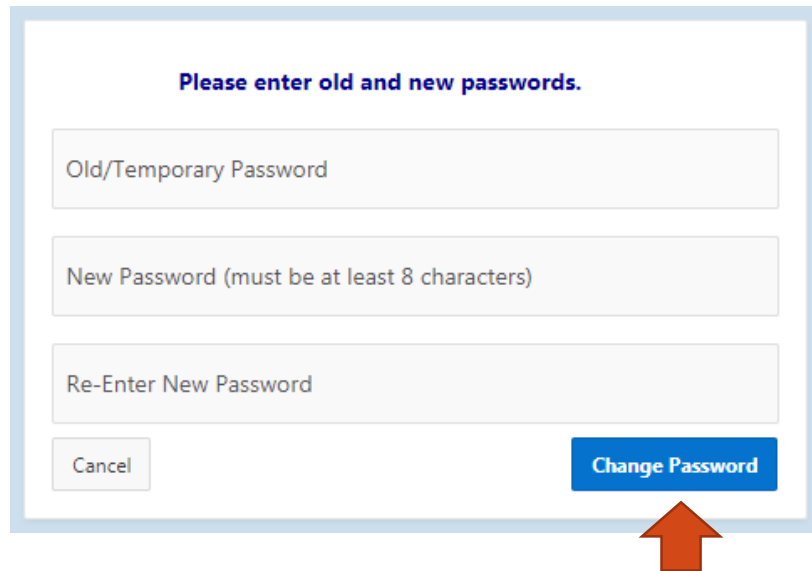 Please enter old and new passwords.
Old/Temporary Password
New Password (must be at least 8 characters)
Re-Enter New Password
Cancel
Change Password